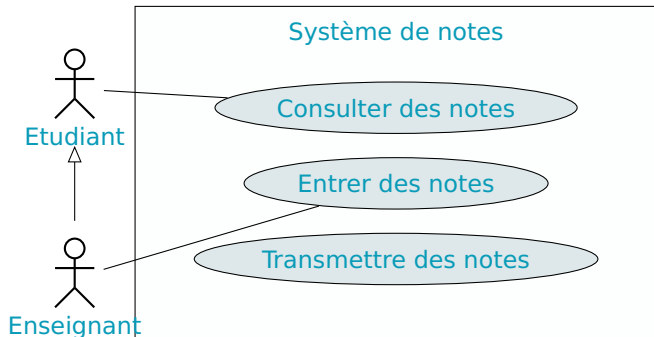 Système de notes
Consulter des notes
Etudiant
Entrer des notes
Transmettre des notes
Enseignant